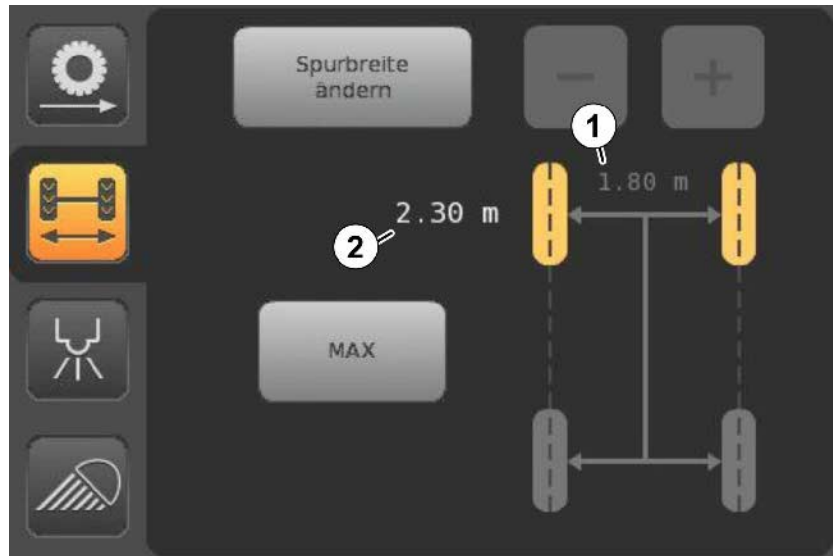 Spurbreite
ändern
− +
1
1.80 m
2.30 m
2
MAX